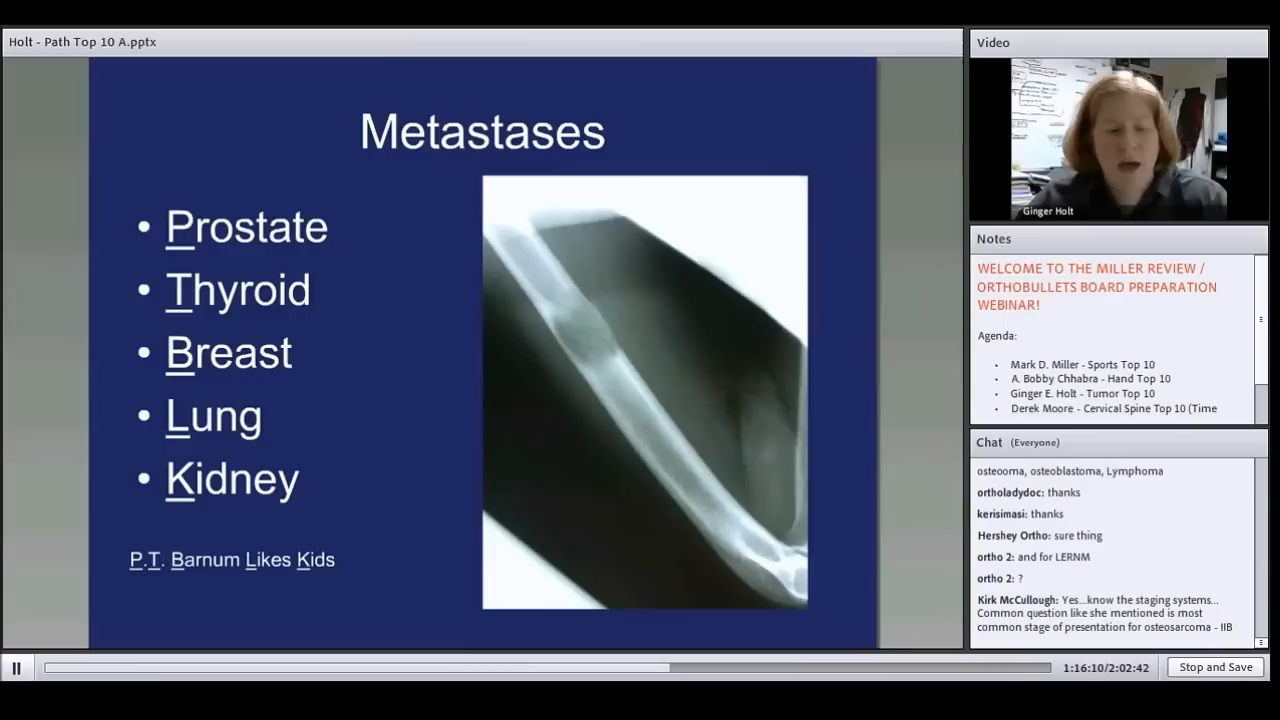 Holt - Path Top 10 A.pptx
Metastases
• Prostate
• Thyroid
• Breast
• Lung
• Kidney
P.T. Barnum Likes Kids
Video
Ginger Holt
Notes
WELCOME TO THE MILLER REVIEW /
ORTHOBULLETS BOARD PREPARATION
WEBINAR!
Agenda:
• Mark D. Miller - Sports Top 10
• A. Bobby Chhabra - Hand Top 10
• Ginger E. Holt - Tumor Top 10
• Derek Moore - Cervical Spine Top 10 (Time
Chat (Everyone)
osteooma, osteoblastoma, Lymphoma
ortholadydoc: thanks
kerisimasi: thanks
Hershey Ortho: sure thing
ortho 2: and for LERNM
ortho 2: ?
Kirk McCullough: Yes...know the staging systems...
Common question like she mentioned is most
common stage of presentation for osteosarcoma - IIB
1:16:10/2:02:42
Stop and Save